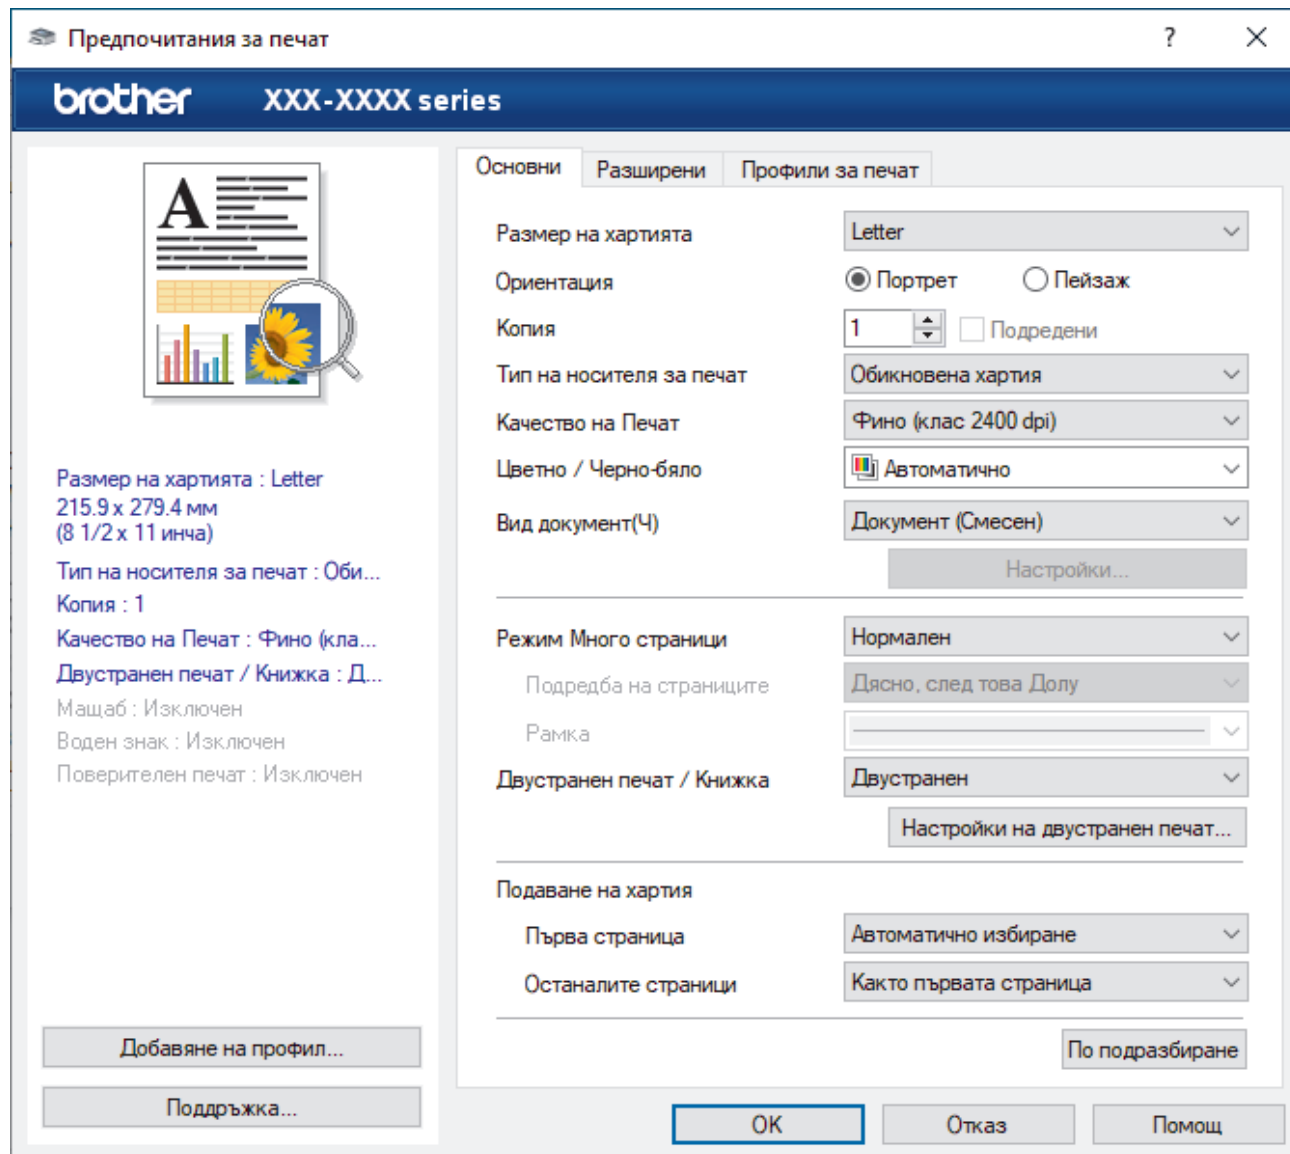 Предпочитания за печат
?
brother XXX-XXXX series
A
Размер на хартията : Letter
215.9 x 279.4 мм
(8 1/2 x 11 инча)
Тип на носителя за печат : Оби...
Копия : 1
Качество на Печат : Фино (кла...
Двустранен печат / Книжка : Д...
Мащаб : Изключен
Воден знак : Изключен
Поверителен печат : Изключен
Добавяне на профил...
Поддръжка...
Основни Разширени Профили за печат
Размер на хартията Letter
Ориентация Портрет Пейзаж
Копия 1 Подредени
Тип на носителя за печат Обикновена хартия
Качество на Печат Фино (клас 2400 dpi)
Цветно / Черно-бяло Автоматично
Вид документ(Ч) Документ (Смесен)
Настройки...
Режим Много страници Нормален
Подредба на страниците Дясно, след това Долу
Рамка
Двустранен печат / Книжка Двустранен
Настройки на двустранен печат...
Подаване на хартия
Първа страница Автоматично избиране
Останалите страници Както първата страница
По подразбиране
OK Отказ Помощ